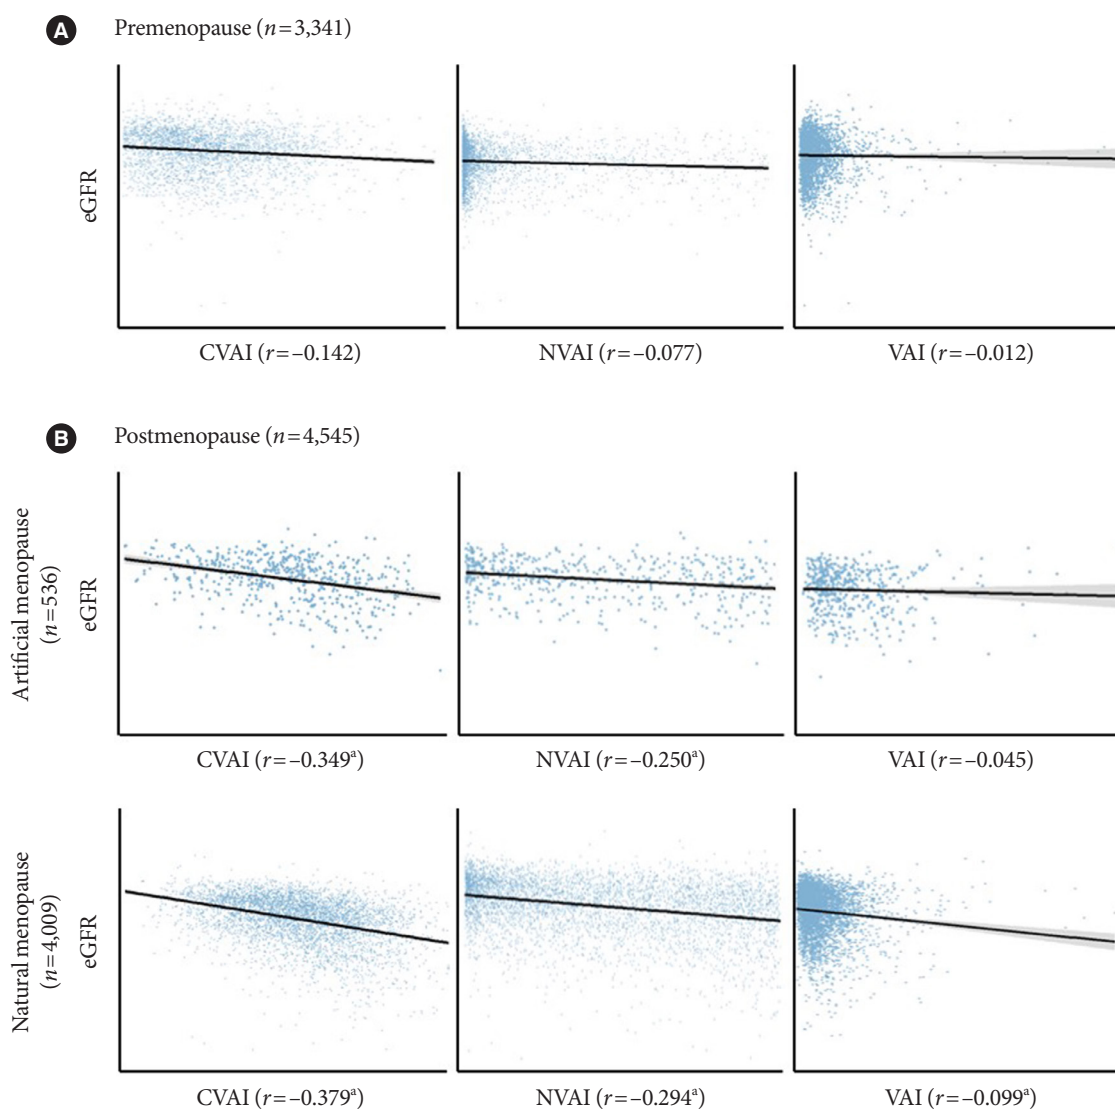 A Premenopause (n=3,341)
eGFR
CVAI (r=–0.142)
NVAI (r=–0.077)
VAI (r=–0.012)
B Postmenopause (n=4,545)
Artificial menopause
(n=536)
eGFR
CVAI (r=–0.349ᵃ)
NVAI (r=–0.250ᵃ)
VAI (r=–0.045)
Natural menopause
(n=4,009)
eGFR
CVAI (r=–0.379ᵃ)
NVAI (r=–0.294ᵃ)
VAI (r=–0.099ᵃ)